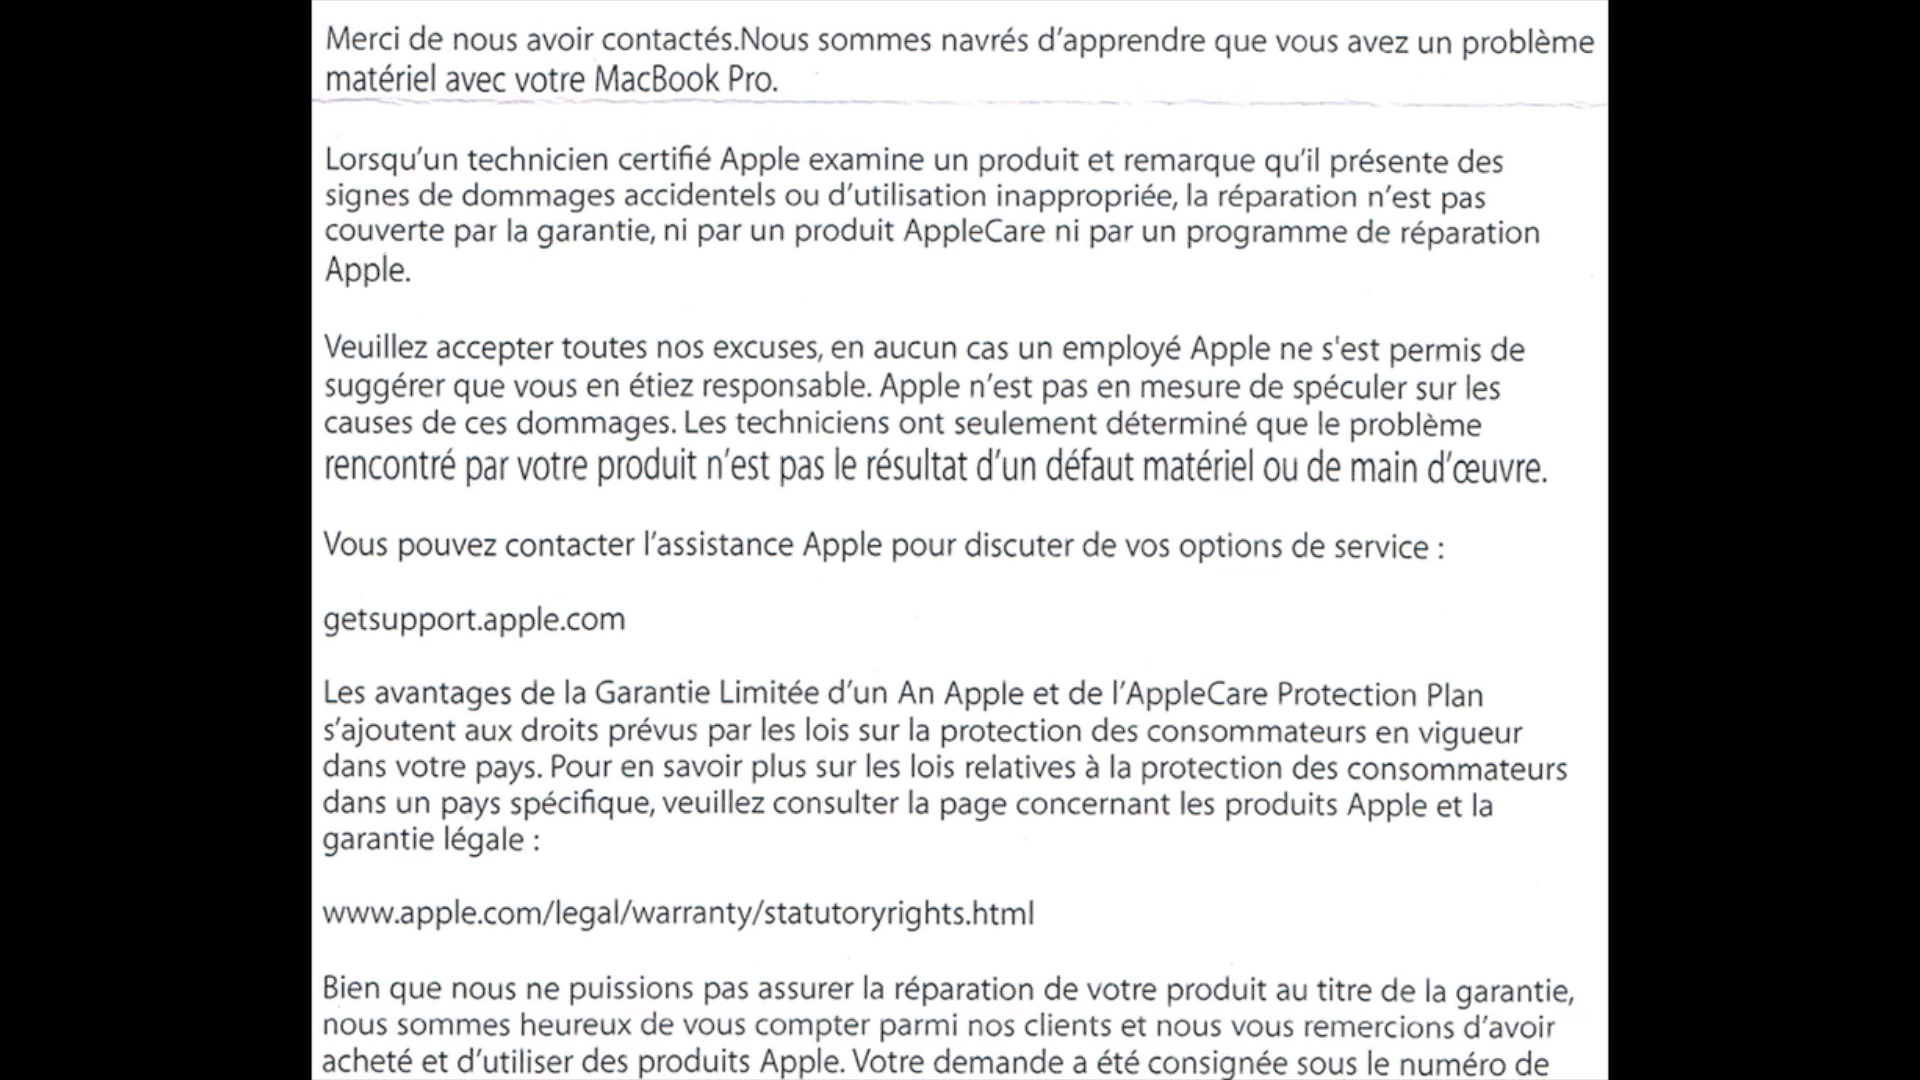 Merci de nous avoir contactés.Nous sommes navrés d’apprendre que vous avez un problème
matériel avec votre MacBook Pro.
Lorsqu’un technicien certifié Apple examine un produit et remarque qu’il présente des
signes de dommages accidentels ou d’utilisation inappropriée, la réparation n’est pas
couverte par la garantie, ni par un produit AppleCare ni par un programme de réparation
Apple.
Veuillez accepter toutes nos excuses, en aucun cas un employé Apple ne s'est permis de
suggérer que vous en étiez responsable. Apple n’est pas en mesure de spéculer sur les
causes de ces dommages. Les techniciens ont seulement déterminé que le problème
rencontré par votre produit n’est pas le résultat d’un défaut matériel ou de main d’œuvre.
Vous pouvez contacter l’assistance Apple pour discuter de vos options de service :
getsupport.apple.com
Les avantages de la Garantie Limitée d’un An Apple et de l’AppleCare Protection Plan
s’ajoutent aux droits prévus par les lois sur la protection des consommateurs en vigueur
dans votre pays. Pour en savoir plus sur les lois relatives à la protection des consommateurs
dans un pays spécifique, veuillez consulter la page concernant les produits Apple et la
garantie légale :
www.apple.com/legal/warranty/statutoryrights.html
Bien que nous ne puissions pas assurer la réparation de votre produit au titre de la garantie,
nous sommes heureux de vous compter parmi nos clients et nous vous remercions d’avoir
acheté et d’utiliser des produits Apple. Votre demande a été consignée sous le numéro de